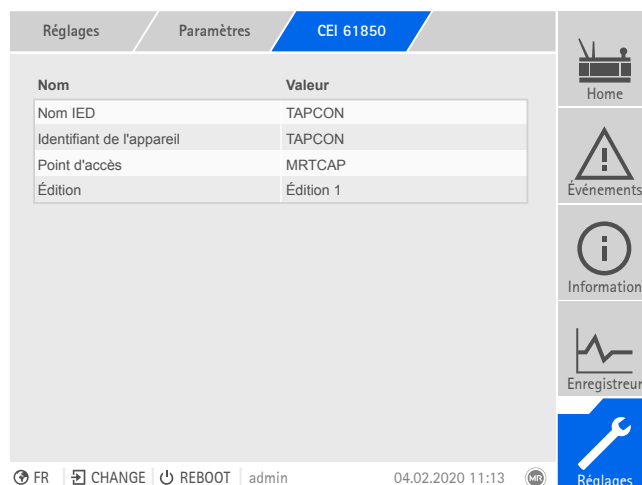 Réglages Paramètres CEI 61850
Nom Valeur
Nom IED TAPCON
Identifiant de l'appareil TAPCON
Point d'accès MRTCAP
Édition Édition 1
Home
Événements
Information
Enregistreur
Réglages
FR CHANGE REBOOT admin 04.02.2020 11:13 MR